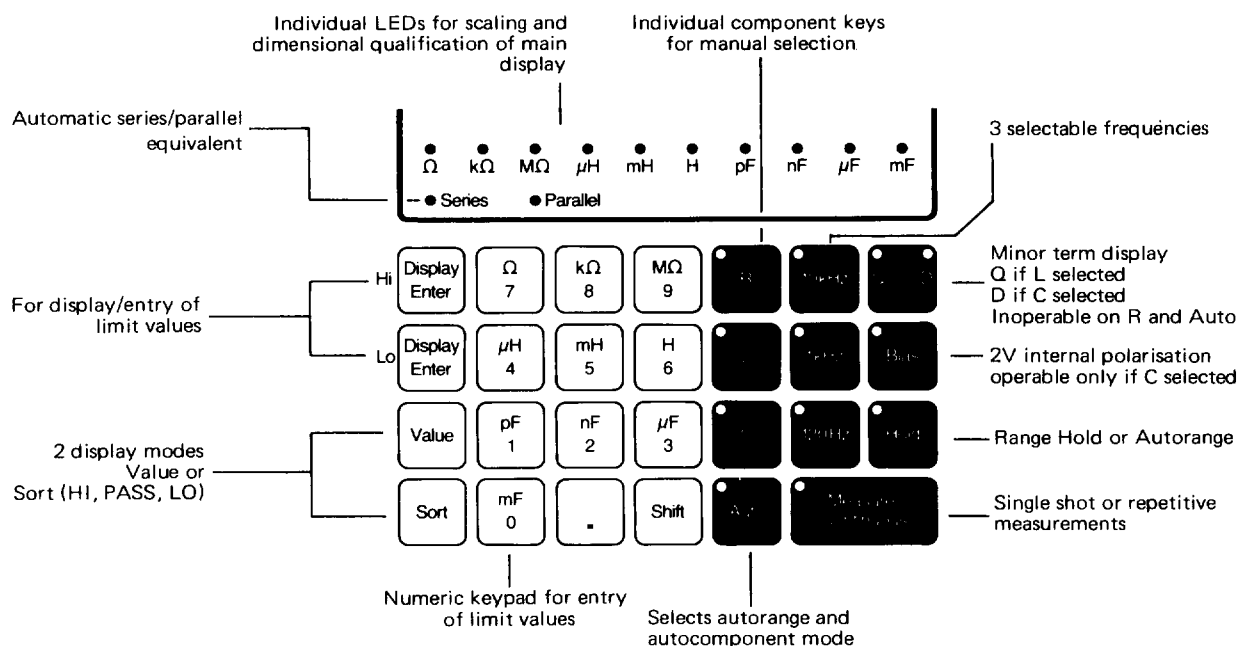 Individual LEDs for scaling and
dimensional qualification of main
display
Individual component keys
for manual selection
Automatic series/parallel
equivalent
3 selectable frequencies
Ω kΩ MΩ μH mH H pF nF μF mF
Series Parallel
Hi
Display
Enter
Ω
7
kΩ
8
MΩ
9
R
10kHz
Minor term display
Q if L selected
D if C selected
Inoperable on R and Auto
For display/entry of
limit values
Lo
Display
Enter
μH
4
mH
5
H
6
1kHz
Bias
2V internal polarisation
operable only if C selected
2 display modes
Value or
Sort (HI, PASS, LO)
Value
pF
1
nF
2
μF
3
120Hz
Hold
Range Hold or Autorange
Sort
mF
0
.
Shift
Single shot or repetitive
measurements
Numeric keypad for entry
of limit values
Selects autorange and
autocomponent mode